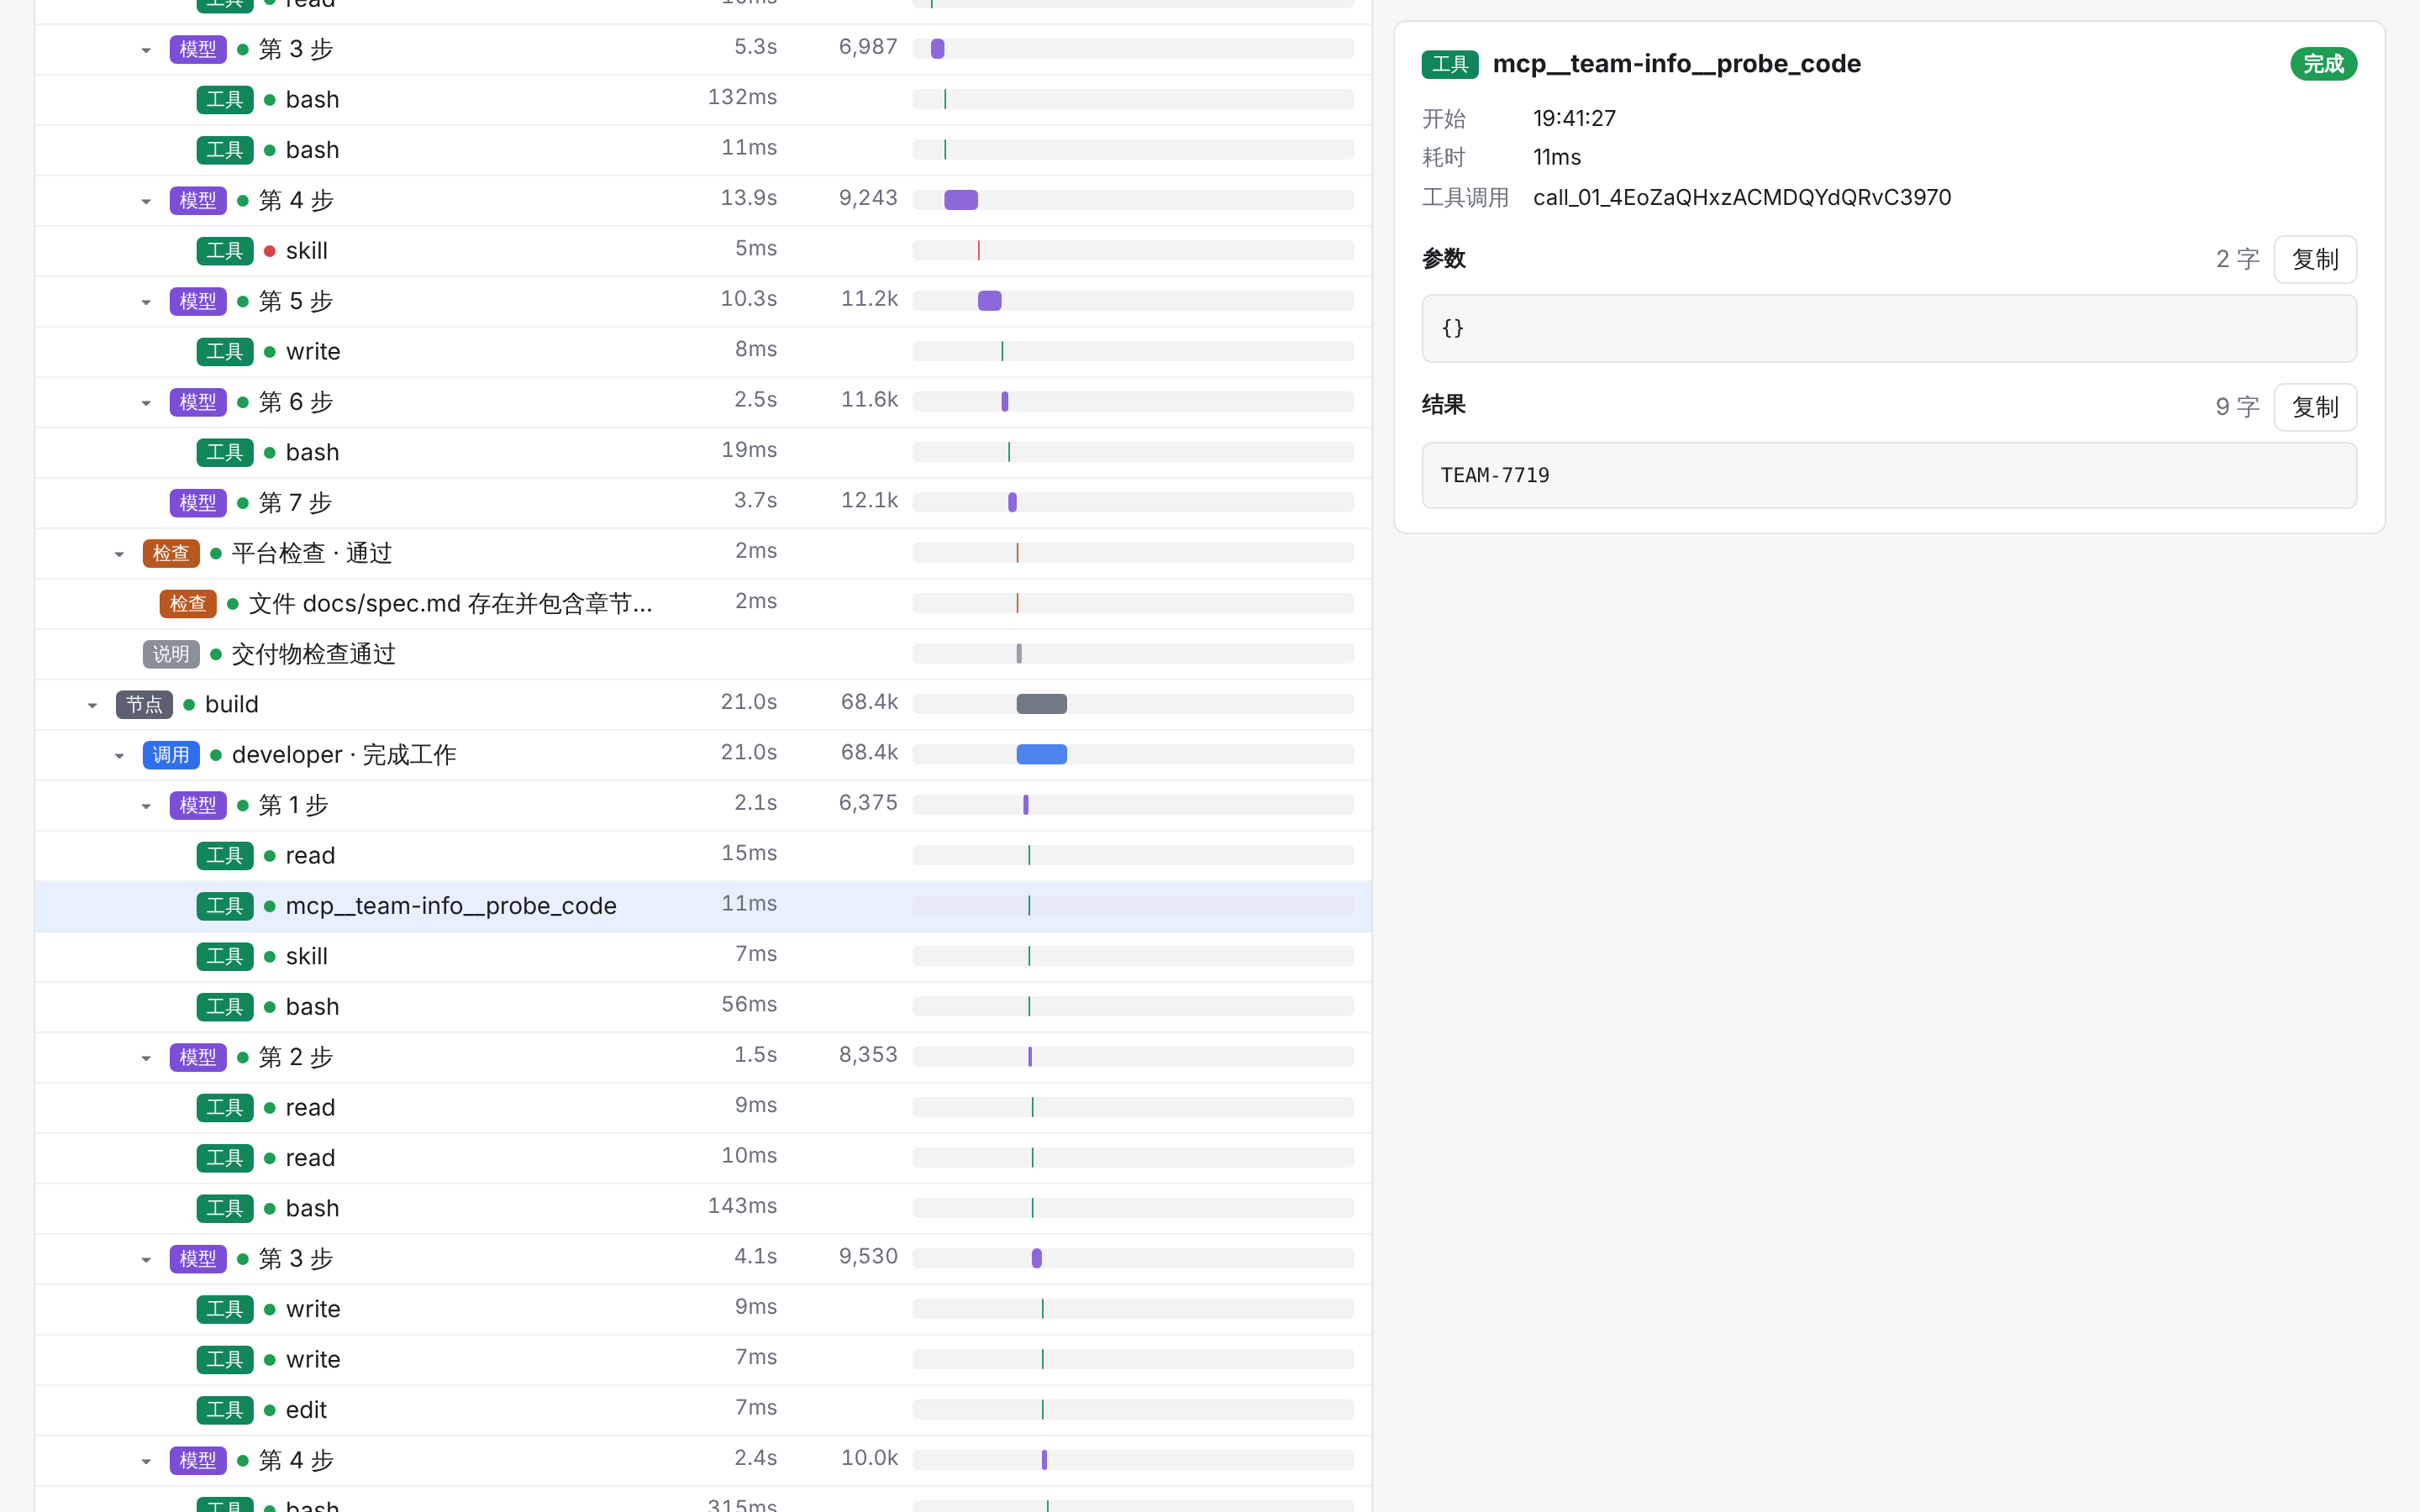 工具 read 10ms
模型 第 3 步 5.3s 6,987
工具 bash 132ms
工具 bash 11ms
模型 第 4 步 13.9s 9,243
工具 skill 5ms
模型 第 5 步 10.3s 11.2k
工具 write 8ms
模型 第 6 步 2.5s 11.6k
工具 bash 19ms
模型 第 7 步 3.7s 12.1k
检查 平台检查 · 通过 2ms
检查 文件 docs/spec.md 存在并包含章节... 2ms
说明 交付物检查通过
节点 build 21.0s 68.4k
调用 developer · 完成工作 21.0s 68.4k
模型 第 1 步 2.1s 6,375
工具 read 15ms
工具 mcp__team-info__probe_code 11ms
工具 skill 7ms
工具 bash 56ms
模型 第 2 步 1.5s 8,353
工具 read 9ms
工具 read 10ms
工具 bash 143ms
模型 第 3 步 4.1s 9,530
工具 write 9ms
工具 write 7ms
工具 edit 7ms
模型 第 4 步 2.4s 10.0k
工具 bash 315ms
工具 mcp__team-info__probe_code 完成
开始 19:41:27
耗时 11ms
工具调用 call_01_4EoZaQHxzACMDQYdQRvC3970
参数 2 字 复制
{}
结果 9 字 复制
TEAM-7719